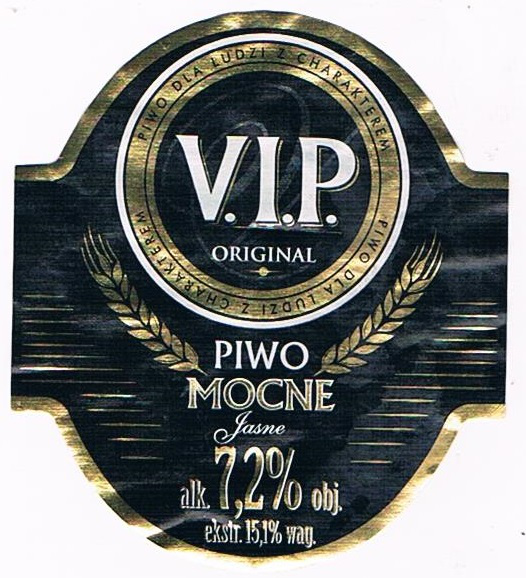 PIWO DLA LUDZI Z CHARAKTEREM
V.I.P.
ORIGINAL
PIWO DLA LUDZI Z CHARAKTEREM
PIWO
MOCNE
Jasne
alk. 7,2% obj.
ekstr. 15,1% wag.